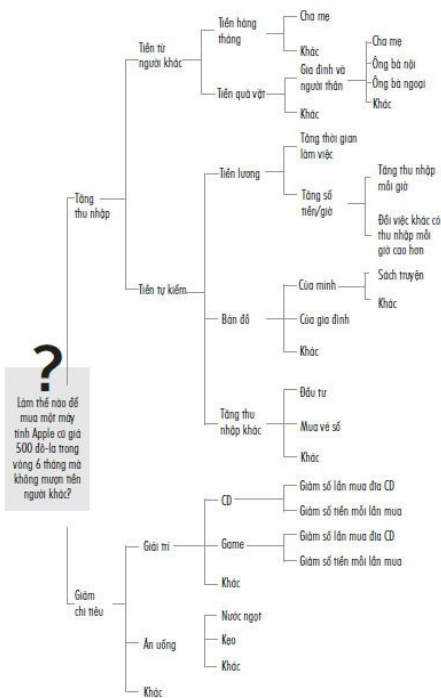 Cha mẹ
Tiền hàng
tháng
Khác
Tiền từ
người khác
Cha mẹ
Gia đình và
người thân
Ông bà nội
Ông bà ngoại
Khác
Tiền quà vặt
Khác
Tăng
thu nhập
Tăng thời gian
làm việc
Tiền lương
Tăng số
tiền/giờ
Tăng thu nhập
mỗi giờ
Đổi việc khác có
thu nhập mỗi
giờ cao hơn
Tiền tự kiếm
Của mình
Sách truyện
Khác
Bán đồ
Của gia đình
Khác
Đầu tư
Tăng thu
nhập khác
Mua vé số
Khác
?
Làm thế nào để
mua một máy
tính Apple cũ giá
500 đô-la trong
vòng 6 tháng mà
không mượn tiền
người khác?
CD
Giảm số lần mua đĩa CD
Giảm số tiền mỗi lần mua
Giải trí
Game
Giảm số lần mua đĩa CD
Giảm số tiền mỗi lần mua
Khác
Giảm
chi tiêu
Nước ngọt
Ăn uống
Kẹo
Khác
Khác